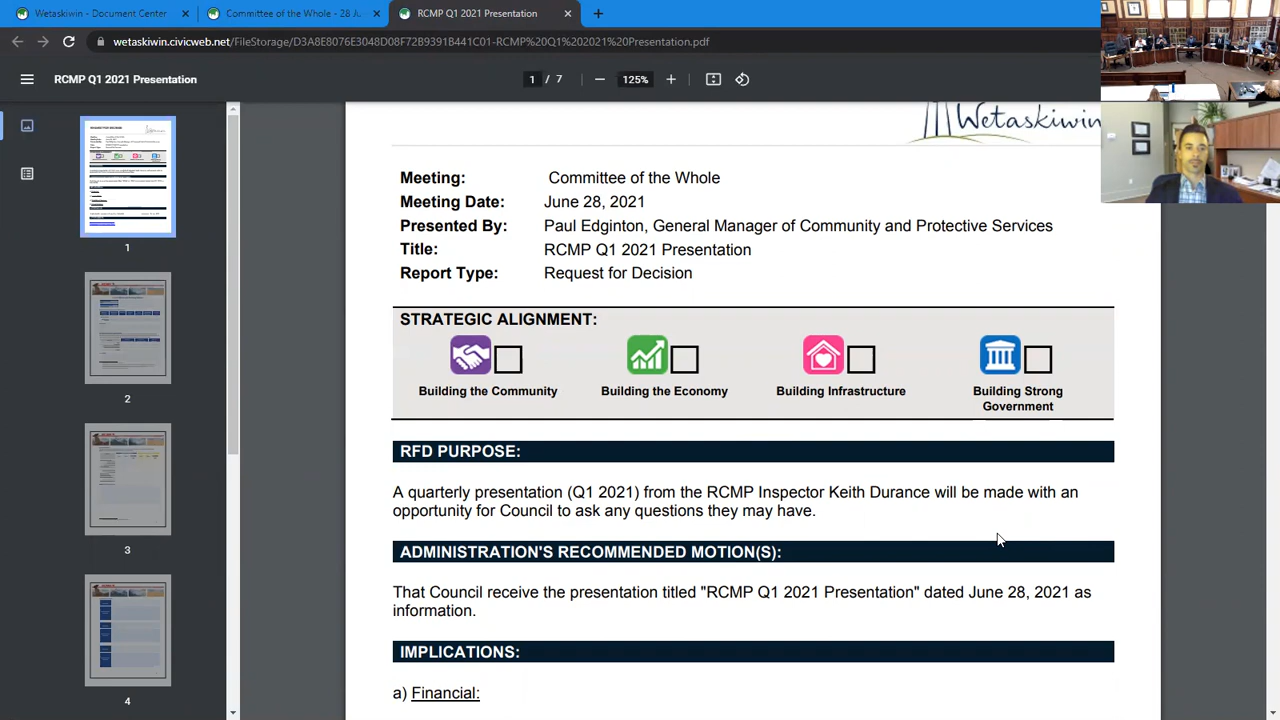 Wetaskiwin - Document Center
Committee of the Whole - 28 Ju
RCMP Q1 2021 Presentation
wetaskiwin.civicweb.net/FileStorage/D3A8E8076E3048D08F72B9F31B441C01-RCMP%20Q1%202021%20Presentation.pdf
RCMP Q1 2021 Presentation
1 / 7
125%
Wetaskiwin
Meeting: Committee of the Whole
Meeting Date: June 28, 2021
Presented By: Paul Edginton, General Manager of Community and Protective Services
Title: RCMP Q1 2021 Presentation
Report Type: Request for Decision
STRATEGIC ALIGNMENT:
Building the Community
Building the Economy
Building Infrastructure
Building Strong
Government
RFD PURPOSE:
A quarterly presentation (Q1 2021) from the RCMP Inspector Keith Durance will be made with an
opportunity for Council to ask any questions they may have.
ADMINISTRATION'S RECOMMENDED MOTION(S):
That Council receive the presentation titled "RCMP Q1 2021 Presentation" dated June 28, 2021 as
information.
IMPLICATIONS:
a) Financial:
1
2
3
4